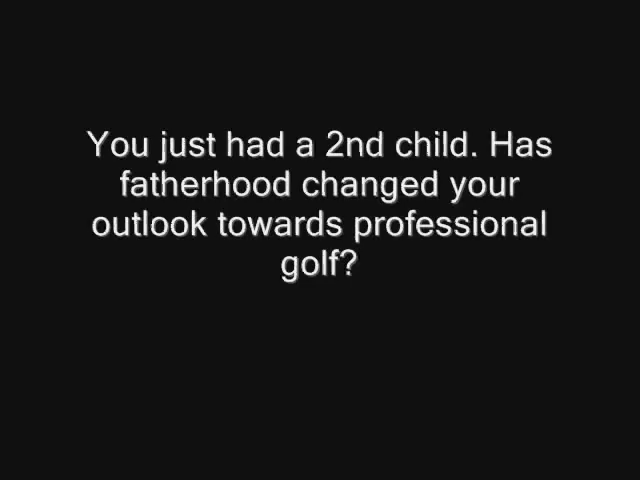 You just had a 2nd child. Has
fatherhood changed your
outlook towards professional
golf?